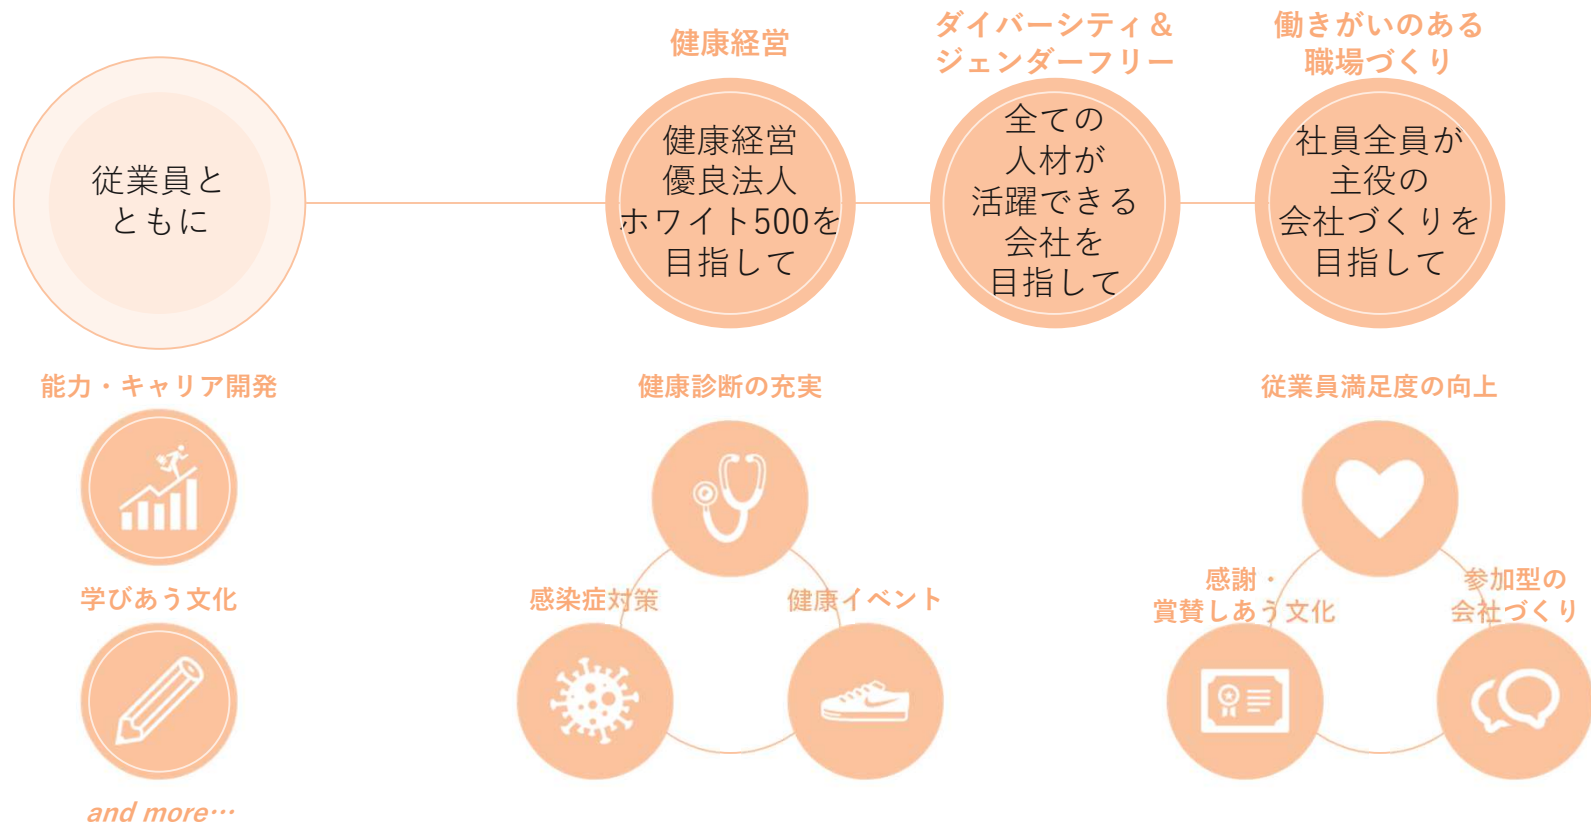 従業員と
ともに
健康経営
健康経営
優良法人
ホワイト500を
目指して
ダイバーシティ＆
ジェンダーフリー
全ての
人材が
活躍できる
会社を
目指して
働きがいのある
職場づくり
社員全員が
主役の
会社づくりを
目指して
能力・キャリア開発
学びあう文化
and more…
健康診断の充実
感染症対策
健康イベント
従業員満足度の向上
感謝・
賞賛しあう文化
参加型の
会社づくり